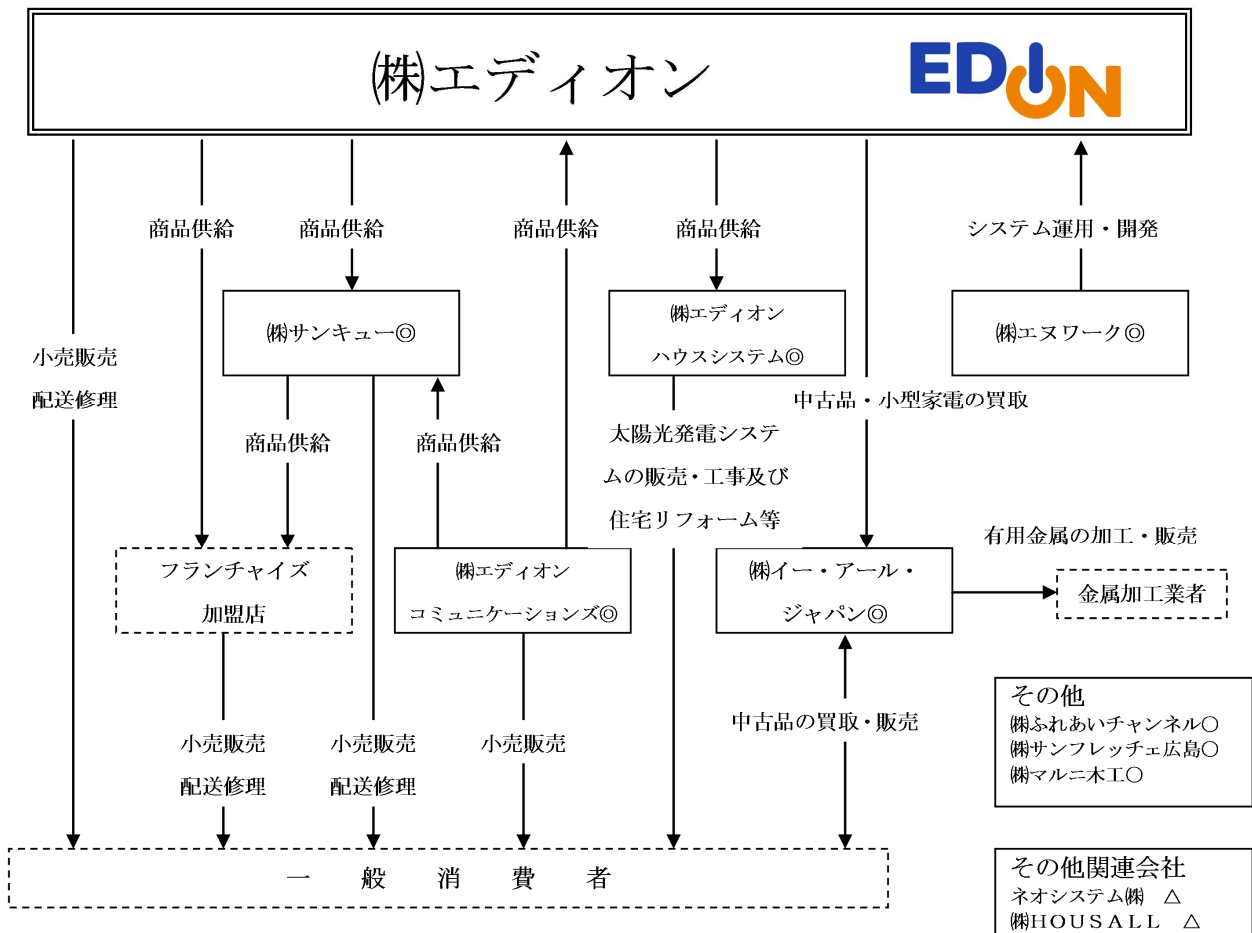 ㈱エディオン
EDION
商品供給
商品供給
商品供給
商品供給
システム運用・開発
㈱サンキュー◎
㈱エディオン
ハウスシステム◎
㈱エヌワーク◎
小売販売
配送修理
中古品・小型家電の買取
商品供給
商品供給
太陽光発電システ
ムの販売・工事及び
住宅リフォーム等
有用金属の加工・販売
フランチャイズ
加盟店
㈱エディオン
コミュニケーションズ◎
㈱イー・アール・
ジャパン◎
金属加工業者
小売販売
配送修理
小売販売
配送修理
小売販売
中古品の買取・販売
その他
㈱ふれあいチャンネル○
㈱サンフレッチェ広島○
㈱マルニ木工○
一般消費者
その他関連会社
ネオシステム㈱ △
㈱HOUSALL △